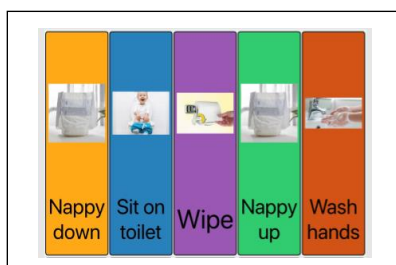 Nappy
down
Sit on
toilet
Wipe
Nappy
up
Wash
hands